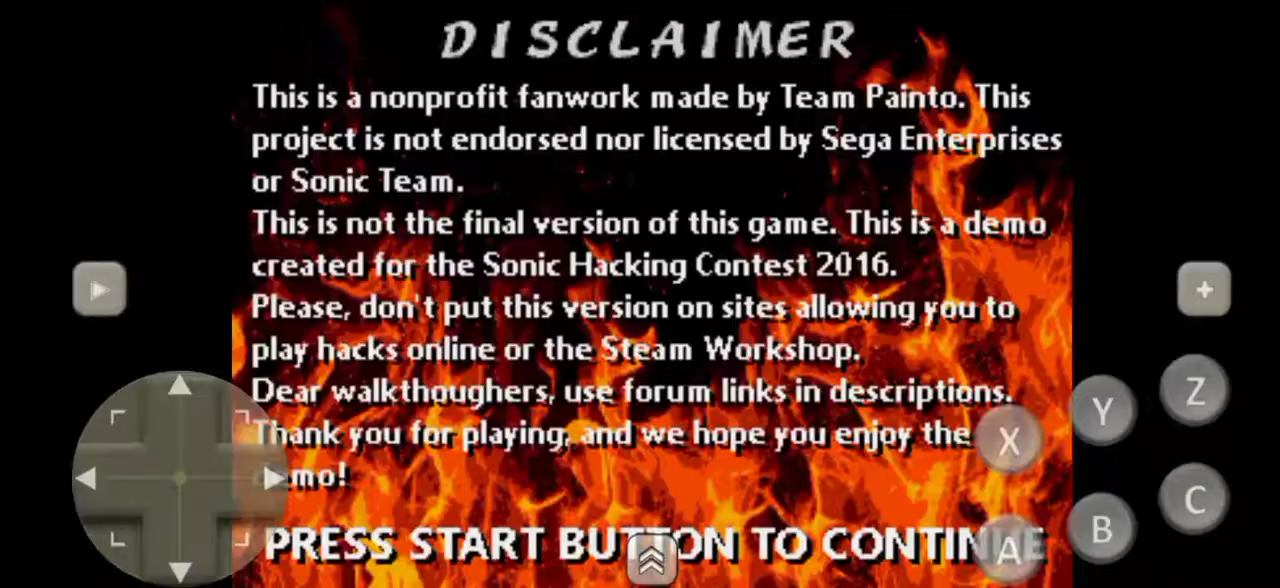 DISCLAIMER
This is a nonprofit fanwork made by Team Painto. This
project is not endorsed nor licensed by Sega Enterprises
or Sonic Team.
This is not the final version of this game. This is a demo
created for the Sonic Hacking Contest 2016.
Please, don't put this version on sites allowing you to
play hacks online or the Steam Workshop.
Dear walkthoughers, use forum links in descriptions.
Thank you for playing, and we hope you enjoy the
emo!
PRESS START BUTTON TO CONTINUE
X
Y
Z
A
B
C